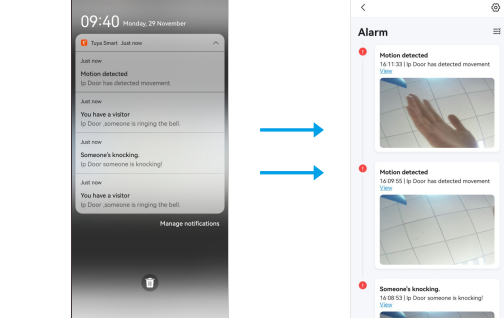 09:40 Monday, 29 November
Tuya Smart Just now
Just now
Motion detected
Ip Door has detected movement.
Just now
You have a visitor
Ip Door ,someone is ringing the bell.
Just now
Someone's knocking.
Ip Door someone is knocking!
Just now
You have a visitor
Ip Door ,someone is ringing the bell.
Manage notifications
Alarm
Motion detected
16:11:33 | Ip Door has detected movement
View
Motion detected
16:09:55 | Ip Door has detected movement
View
Someone's knocking.
16:08:53 | Ip Door someone is knocking!
View